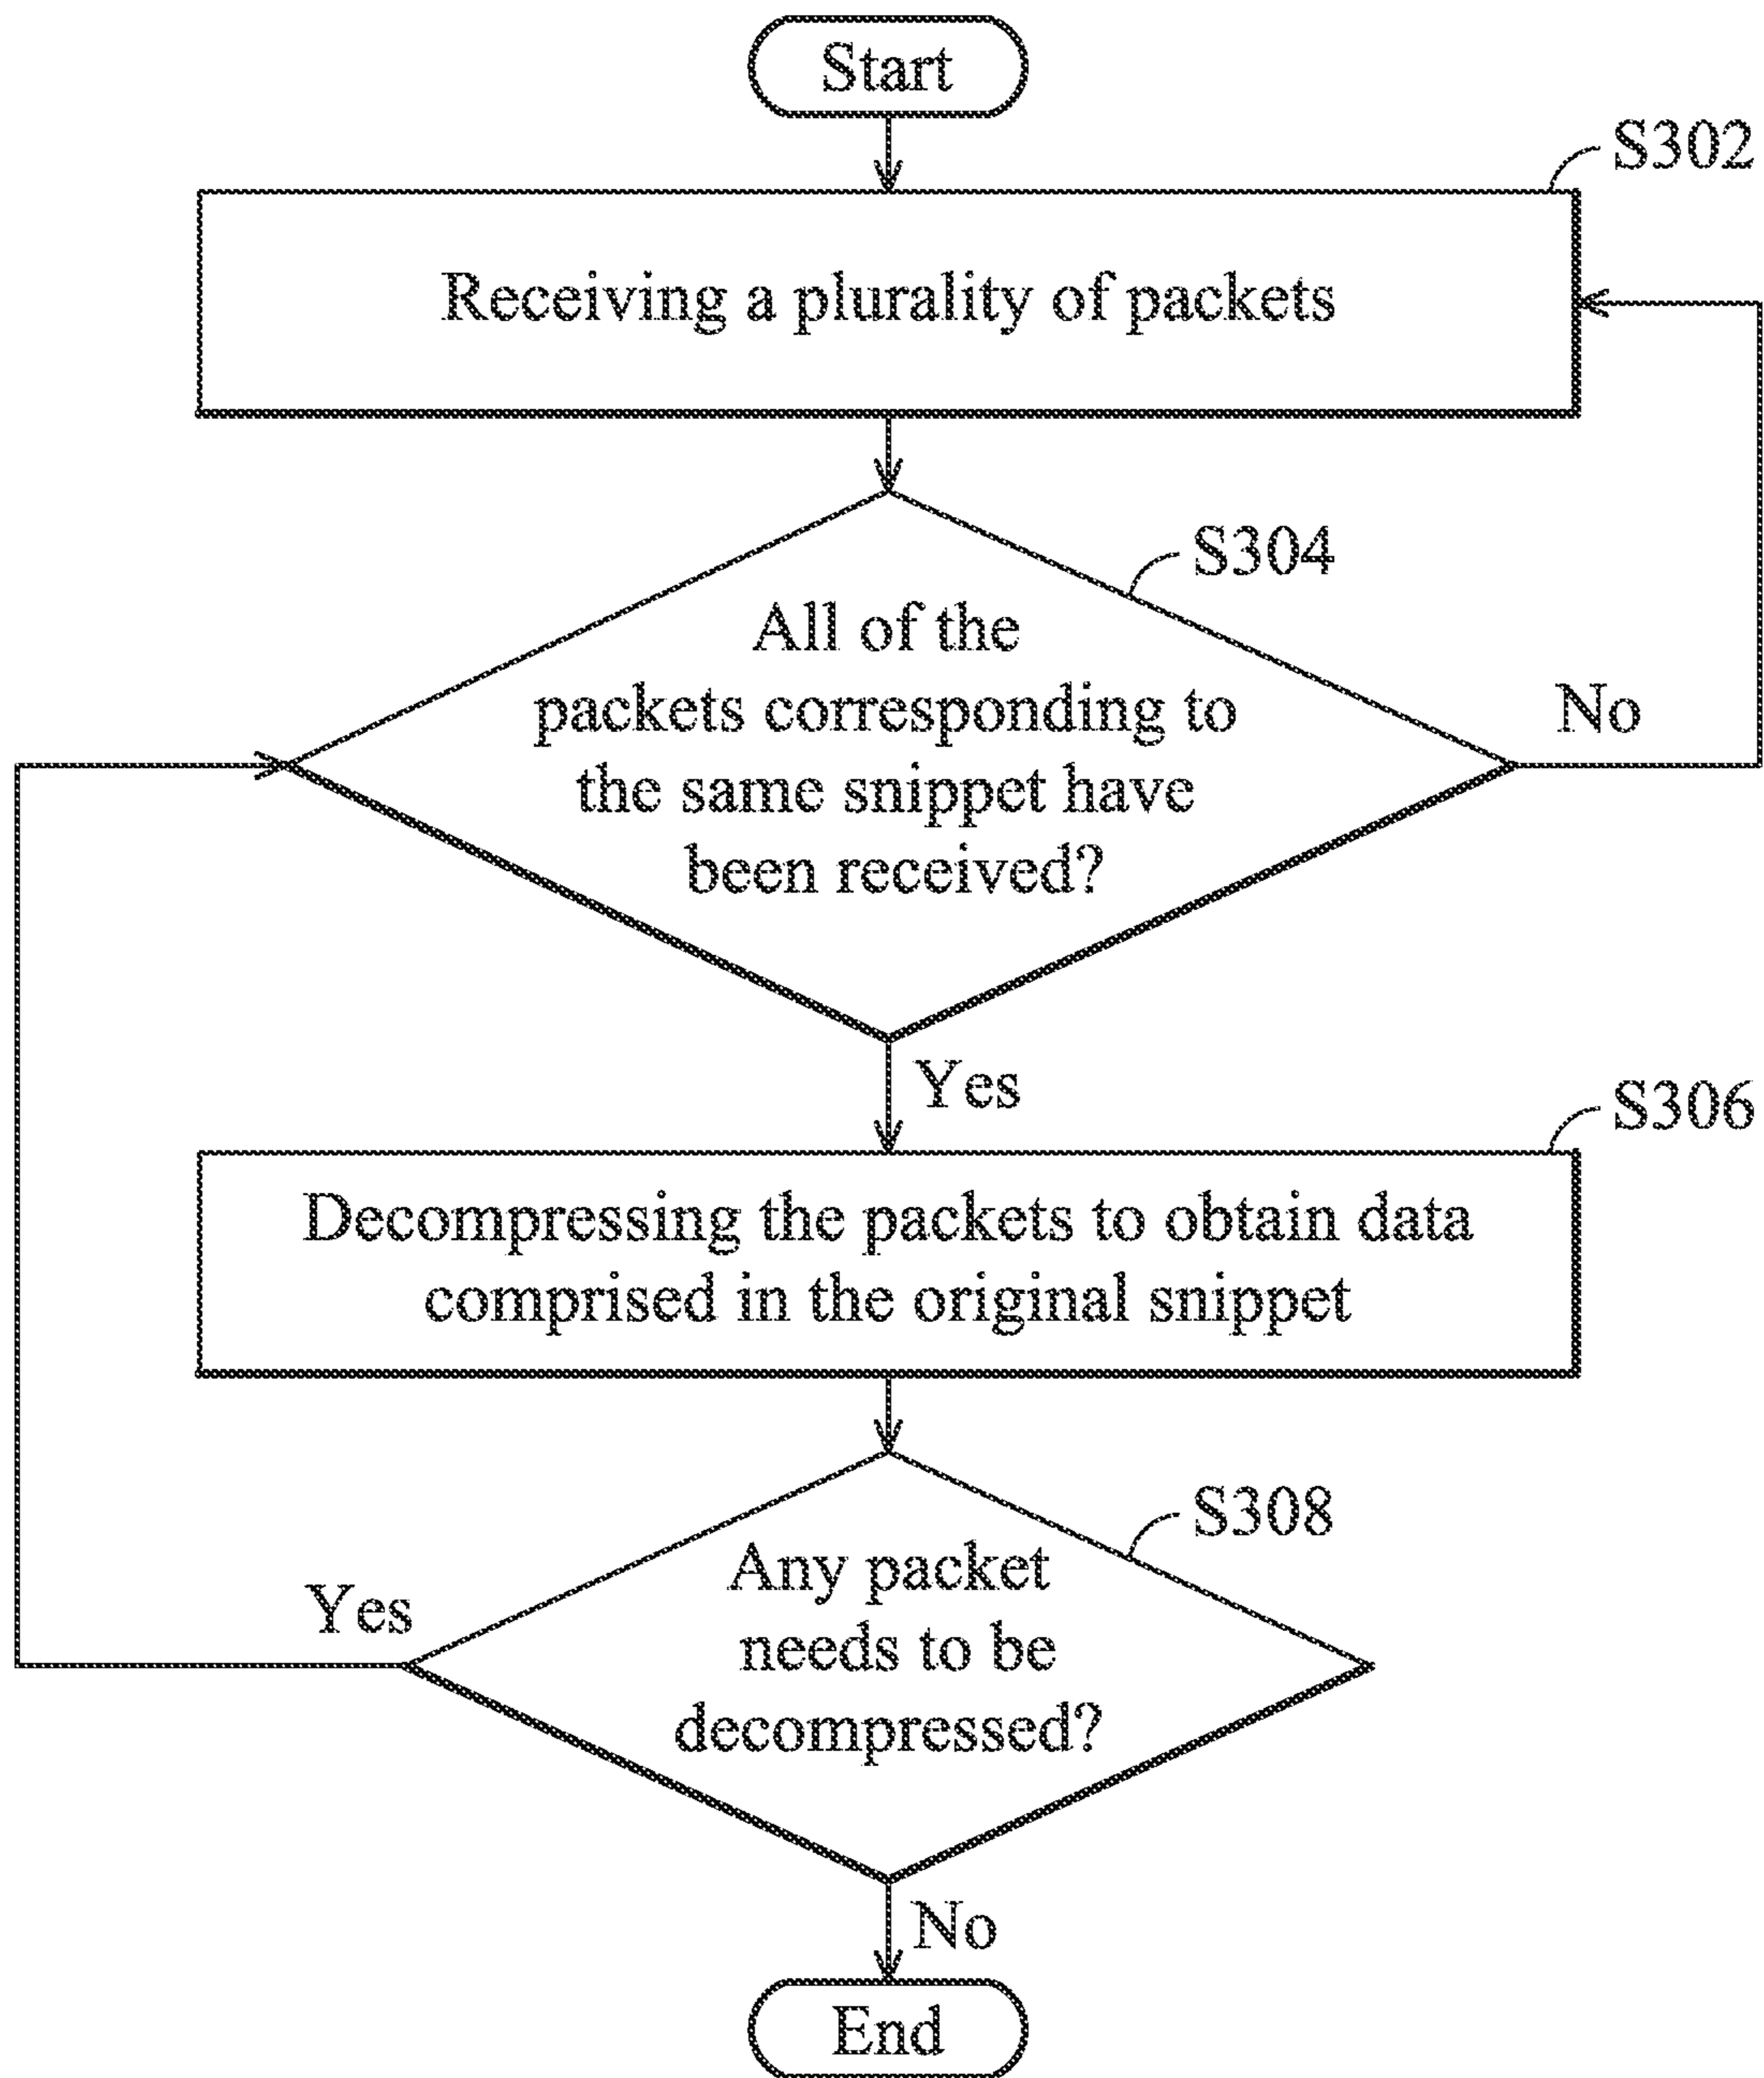 Start
S302
Receiving a plurality of packets
S304
All of the
packets corresponding to
the same snippet have
been received?
No
Yes
S306
Decompressing the packets to obtain data
comprised in the original snippet
S308
Any packet
needs to be
decompressed?
Yes
No
End